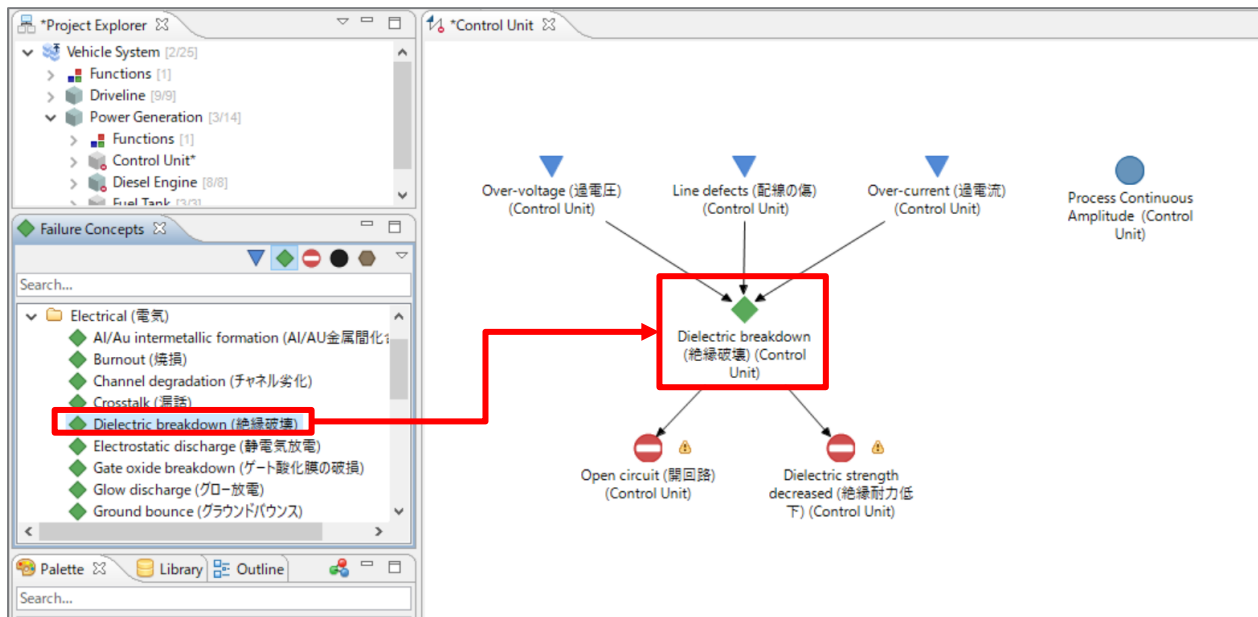 *Project Explorer
Vehicle System [2/25]
Functions [1]
Driveline [9/9]
Power Generation [3/14]
Functions [1]
Control Unit*
Diesel Engine [8/8]
Fuel Tank [3/3]
Failure Concepts
Search...
Electrical (電気)
Al/Au intermetallic formation (Al/AU金属間化
Burnout (焼損)
Channel degradation (チャネル劣化)
Crosstalk (漏話)
Dielectric breakdown (絶縁破壊)
Electrostatic discharge (静電気放電)
Gate oxide breakdown (ゲート酸化膜の破損)
Glow discharge (グロー放電)
Ground bounce (グラウンドバウンス)
Palette
Library
Outline
Search...
*Control Unit
Over-voltage (過電圧)
(Control Unit)
Line defects (配線の傷)
(Control Unit)
Over-current (過電流)
(Control Unit)
Process Continuous
Amplitude (Control
Unit)
Dielectric breakdown
(絶縁破壊) (Control
Unit)
Open circuit (開回路)
(Control Unit)
Dielectric strength
decreased (絶縁耐力低
下) (Control Unit)